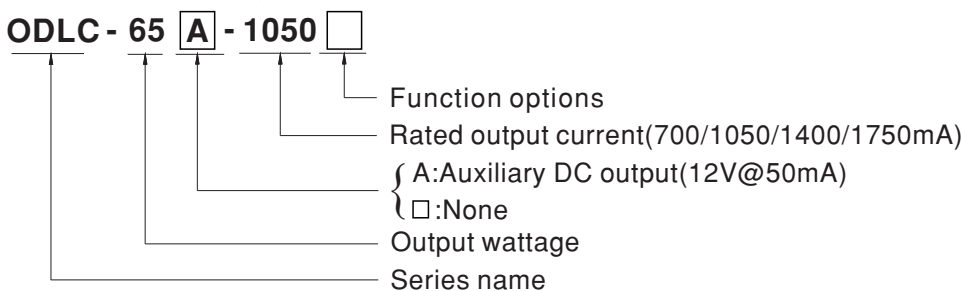 ODLC - 65 A - 1050 □
Function options
Rated output current(700/1050/1400/1750mA)
A:Auxiliary DC output(12V@50mA)
□:None
Output wattage
Series name